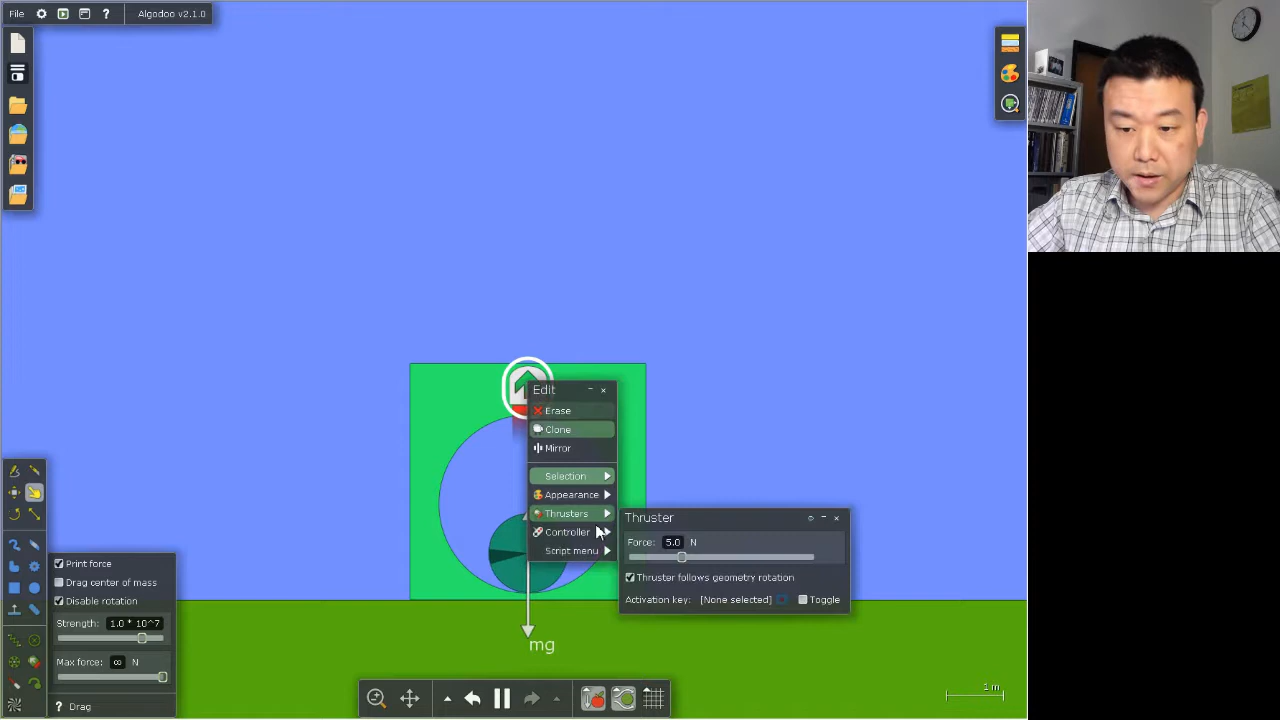 File ? Algodoo v2.1.0
Edit
Erase
Clone
Mirror
Selection
Appearance
Thrusters
Controller
Script menu
Thruster
Force: 5.0 N
Thruster follows geometry rotation
Activation key: [None selected] Toggle
Print force
Drag center of mass
Disable rotation
Strength: 1.0 * 10^7
Max force: ∞ N
? Drag
mg
1 m